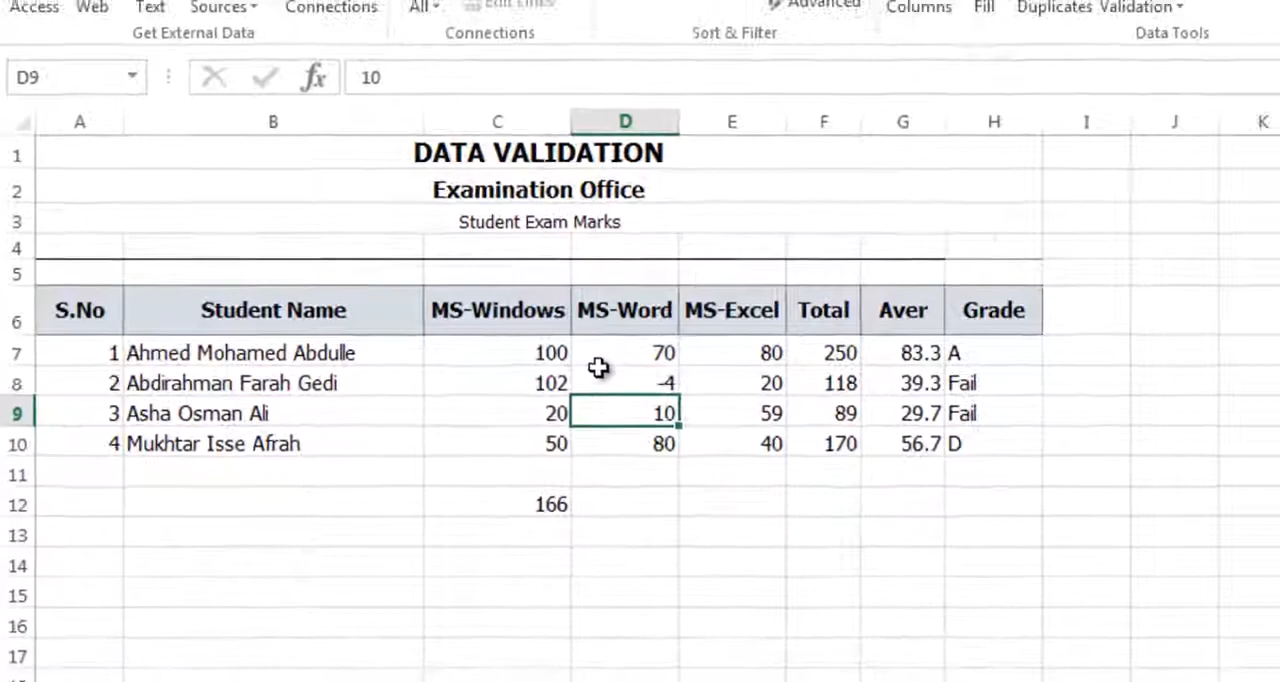 Access Web Text Sources Connections All Edit Links Advanced Columns Fill Duplicates Validation
Get External Data Connections Sort & Filter Data Tools
D9 fx 10
A B C D E F G H I J K
1 DATA VALIDATION
2 Examination Office
3 Student Exam Marks
4
5
6 S.No Student Name MS-Windows MS-Word MS-Excel Total Aver Grade
7 1 Ahmed Mohamed Abdulle 100 70 80 250 83.3 A
8 2 Abdirahman Farah Gedi 102 -4 20 118 39.3 Fail
9 3 Asha Osman Ali 20 10 59 89 29.7 Fail
10 4 Mukhtar Isse Afrah 50 80 40 170 56.7 D
11
12 166
13
14
15
16
17